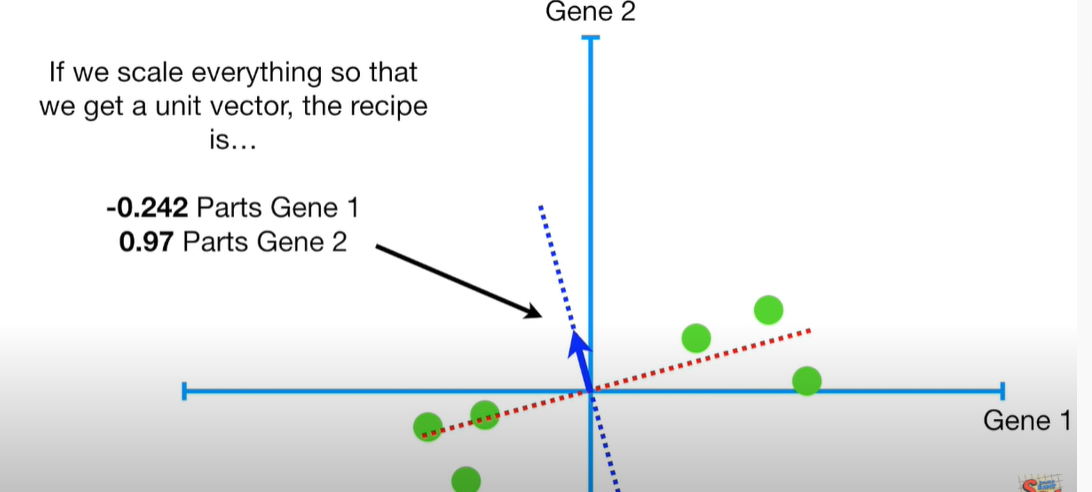 Gene 2
If we scale everything so that
we get a unit vector, the recipe
is…
-0.242 Parts Gene 1
0.97 Parts Gene 2
Gene 1